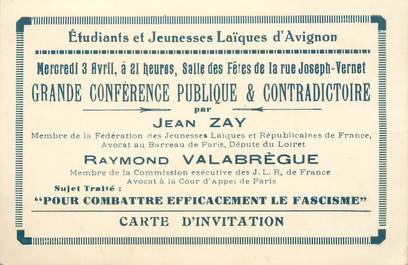 Étudiants et Jeunesses Laïques d'Avignon
Mercredi 3 Avril, à 21 heures, Salle des Fêtes de la rue Joseph-Vernet
GRANDE CONFÉRENCE PUBLIQUE & CONTRADICTOIRE
par
JEAN ZAY
Membre de la Fédération des Jeunesses Laïques et Républicaines de France,
Avocat au Barreau de Paris, Député du Loiret
RAYMOND VALABRÈGUE
Membre de la Commission exécutive des J. L. R. de France
Avocat à la Cour d'Appel de Paris
Sujet Traité :
"POUR COMBATTRE EFFICACEMENT LE FASCISME"
CARTE D'INVITATION